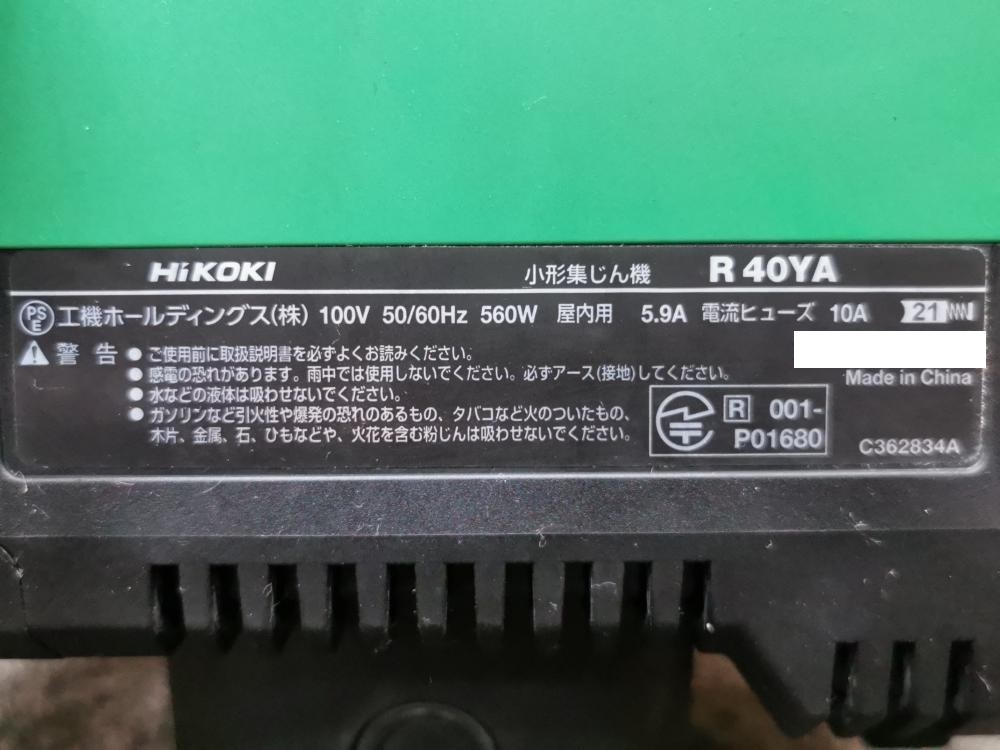 HiKOKI 小形集じん機 R 40YA
PS E 工機ホールディングス(株) 100V 50/60Hz 560W 屋内用 5.9A 電流ヒューズ 10A 21
警告 ● ご使用前に取扱説明書を必ずよくお読みください。
● 感電の恐れがあります。雨中では使用しないでください。必ずアース(接地)してください。
Made in China
● 水などの液体は吸わせないでください。
● ガソリンなど引火性や爆発の恐れのあるもの、タバコなど火のついたもの、
木片、金属、石、ひもなどや、火花を含む粉じんは吸わせないでください。
R 001-
P01680
C362834A